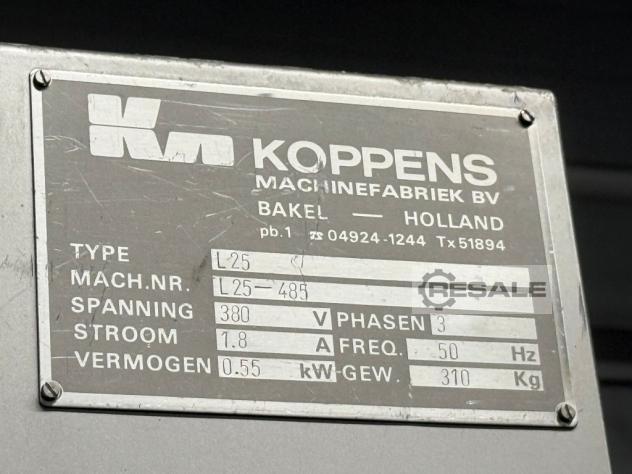 KOPPENS
MACHINEFABRIEK BV
BAKEL — HOLLAND
pb.1 ☎ 04924-1244 Tx 51894
TYPE L25
MACH.NR. L25-485
RESALE
SPANNING 380 V PHASEN 3
STROOM 1.8 A FREQ. 50 Hz
VERMOGEN 0.55 kW-GEW. 310 Kg